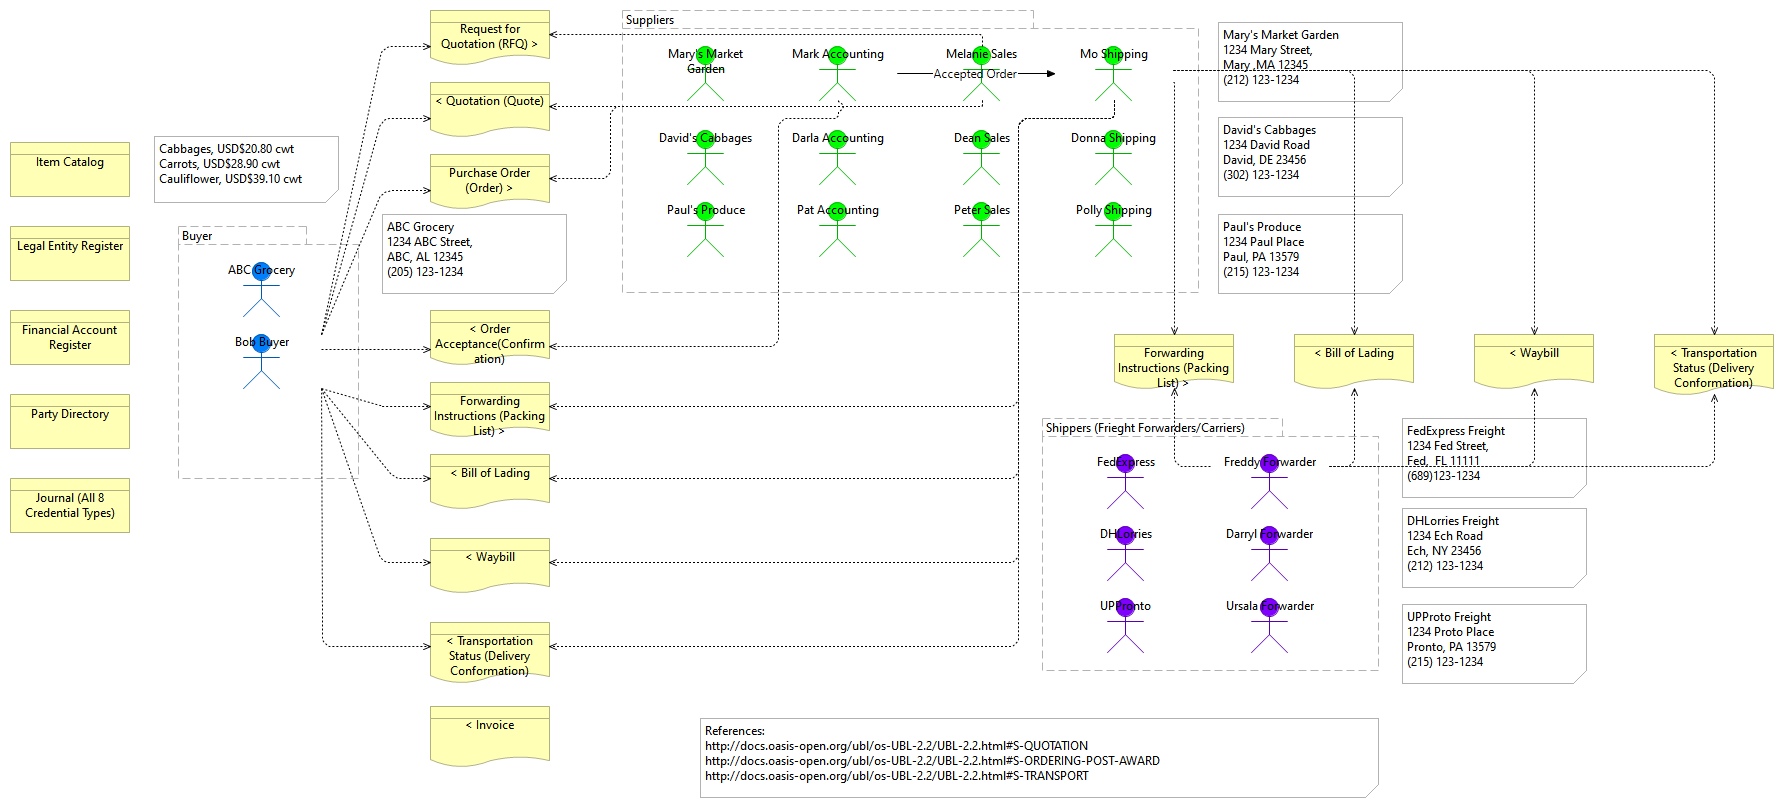 Request for
Quotation (RFQ) >
< Quotation (Quote)
Purchase Order
(Order) >
Item Catalog
Legal Entity Register
Financial Account
Register
Party Directory
Journal (All 8
Credential Types)
Cabbages, USD$20.80 cwt
Carrots, USD$28.90 cwt
Cauliflower, USD$39.10 cwt
Buyer
ABC Grocery
Bob Buyer
ABC Grocery
1234 ABC Street,
ABC, AL 12345
(205) 123-1234
< Order
Acceptance(Confirm
ation)
Forwarding
Instructions (Packing
List) >
< Bill of Lading
< Waybill
< Transportation
Status (Delivery
Conformation)
< Invoice
Suppliers
Mary's Market
Garden
Mark Accounting
Melanie Sales
Mo Shipping
Accepted Order
David's Cabbages
Darla Accounting
Dean Sales
Donna Shipping
Paul's Produce
Pat Accounting
Peter Sales
Polly Shipping
Mary's Market Garden
1234 Mary Street,
Mary ,MA 12345
(212) 123-1234
David's Cabbages
1234 David Road
David, DE 23456
(302) 123-1234
Paul's Produce
1234 Paul Place
Paul, PA 13579
(215) 123-1234
Forwarding
Instructions (Packing
List) >
< Bill of Lading
< Waybill
< Transportation
Status (Delivery
Conformation)
Shippers (Frieght Forwarders/Carriers)
FedExpress
Freddy Forwarder
DHLorries
Darryl Forwarder
UPPronto
Ursala Forwarder
FedExpress Freight
1234 Fed Street,
Fed,  FL 11111
(689)123-1234
DHLorries Freight
1234 Ech Road
Ech, NY 23456
(212) 123-1234
UPProto Freight
1234 Proto Place
Pronto, PA 13579
(215) 123-1234
References:
http://docs.oasis-open.org/ubl/os-UBL-2.2/UBL-2.2.html#S-QUOTATION
http://docs.oasis-open.org/ubl/os-UBL-2.2/UBL-2.2.html#S-ORDERING-POST-AWARD
http://docs.oasis-open.org/ubl/os-UBL-2.2/UBL-2.2.html#S-TRANSPORT